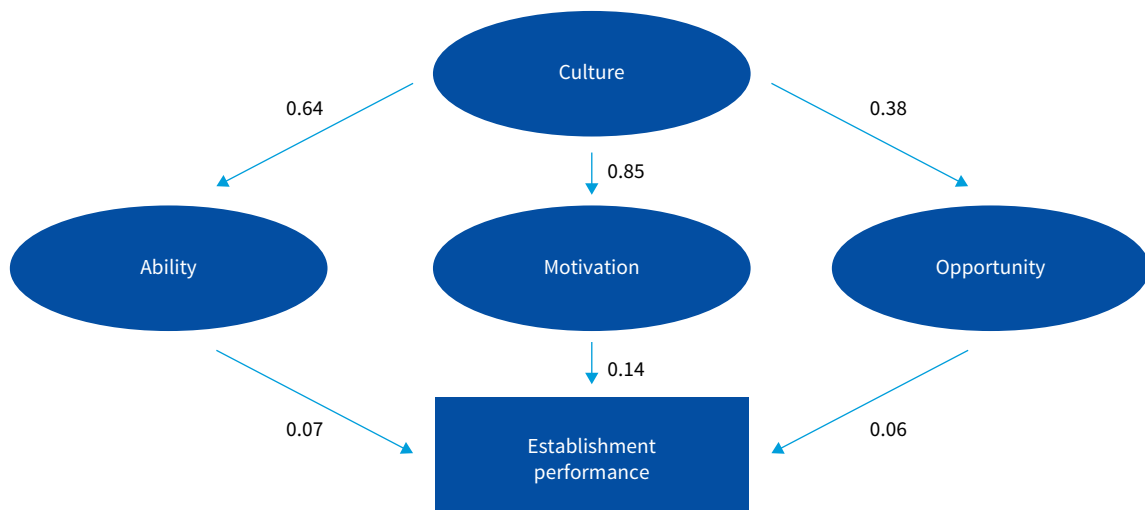 Culture
0.64
0.38
0.85
Ability
Motivation
Opportunity
0.14
0.07
0.06
Establishment
performance